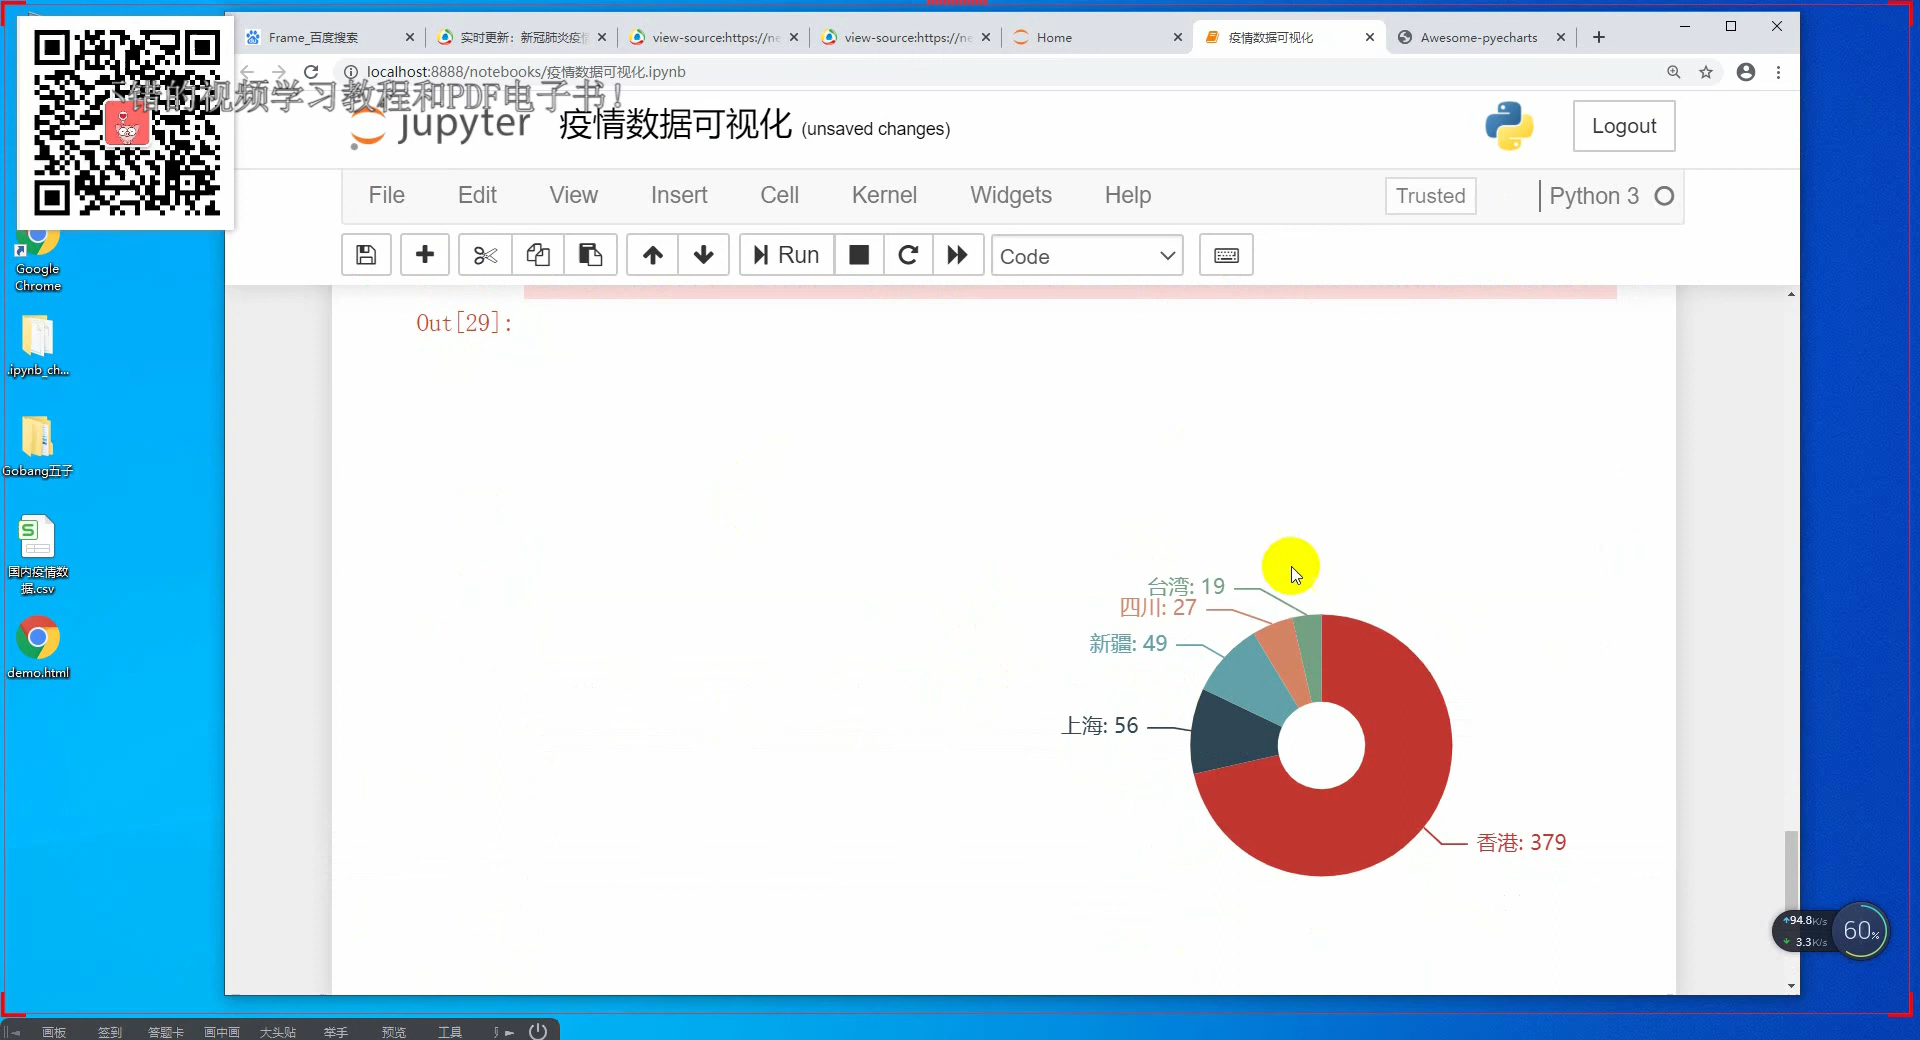 Frame_百度搜索
实时更新：新冠肺炎疫情
view-source:https://ne
view-source:https://ne
Home
疫情数据可视化
Awesome-pyecharts
localhost:8888/notebooks/疫情数据可视化.ipynb
错的视频学习教程和PDF电子书！
jupyter 疫情数据可视化 (unsaved changes)
Logout
File Edit View Insert Cell Kernel Widgets Help
Trusted
Python 3
Run
Code
Out[29]:
Google
Chrome
.ipynb_ch...
Gobang五子
国内疫情数
据.csv
demo.html
台湾: 19
四川: 27
新疆: 49
上海: 56
香港: 379
94.8K/s
3.3K/s
60%
画板 签到 答题卡 画中画 大头贴 举手 预览 工具